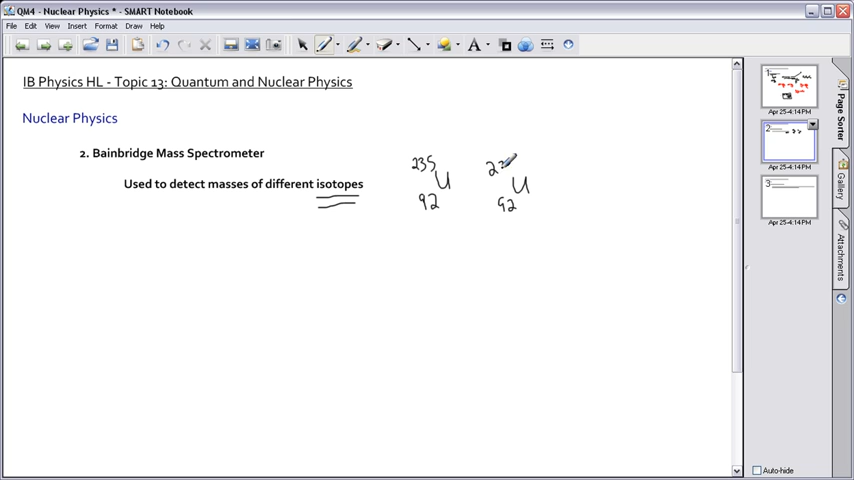 QM4 - Nuclear Physics * - SMART Notebook
File Edit View Insert Format Draw Help
IB Physics HL - Topic 13: Quantum and Nuclear Physics
Nuclear Physics
2. Bainbridge Mass Spectrometer
Used to detect masses of different isotopes
235
U
92
U
92
1
Apr 25-4:14 PM
2
Apr 25-4:14 PM
3
Apr 25-4:14 PM
Page Sorter
Gallery
Attachments
Auto-hide